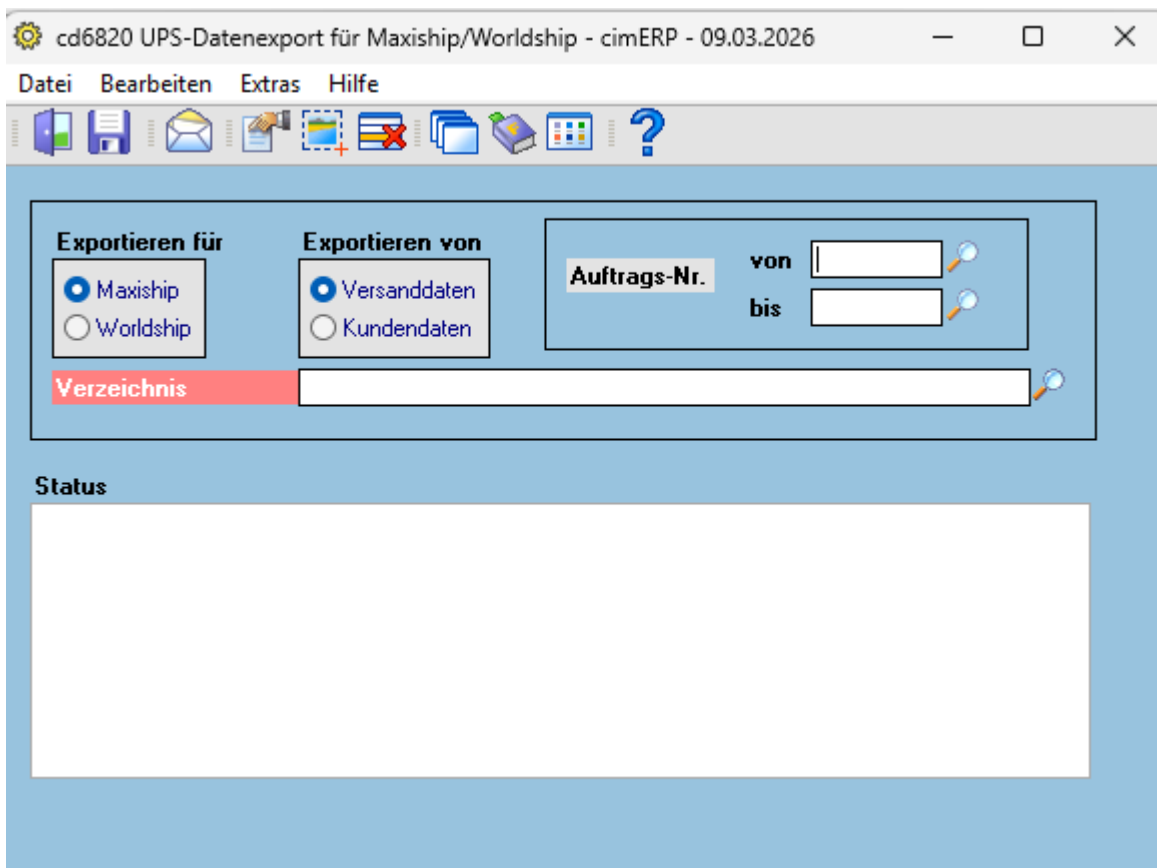 cd6820 UPS-Datenexport für Maxiship/Worldship - cimERP - 09.03.2026
Datei Bearbeiten Extras Hilfe
Exportieren für
Maxiship
Worldship
Exportieren von
Versanddaten
Kundendaten
Auftrags-Nr.
von
bis
Verzeichnis
Status